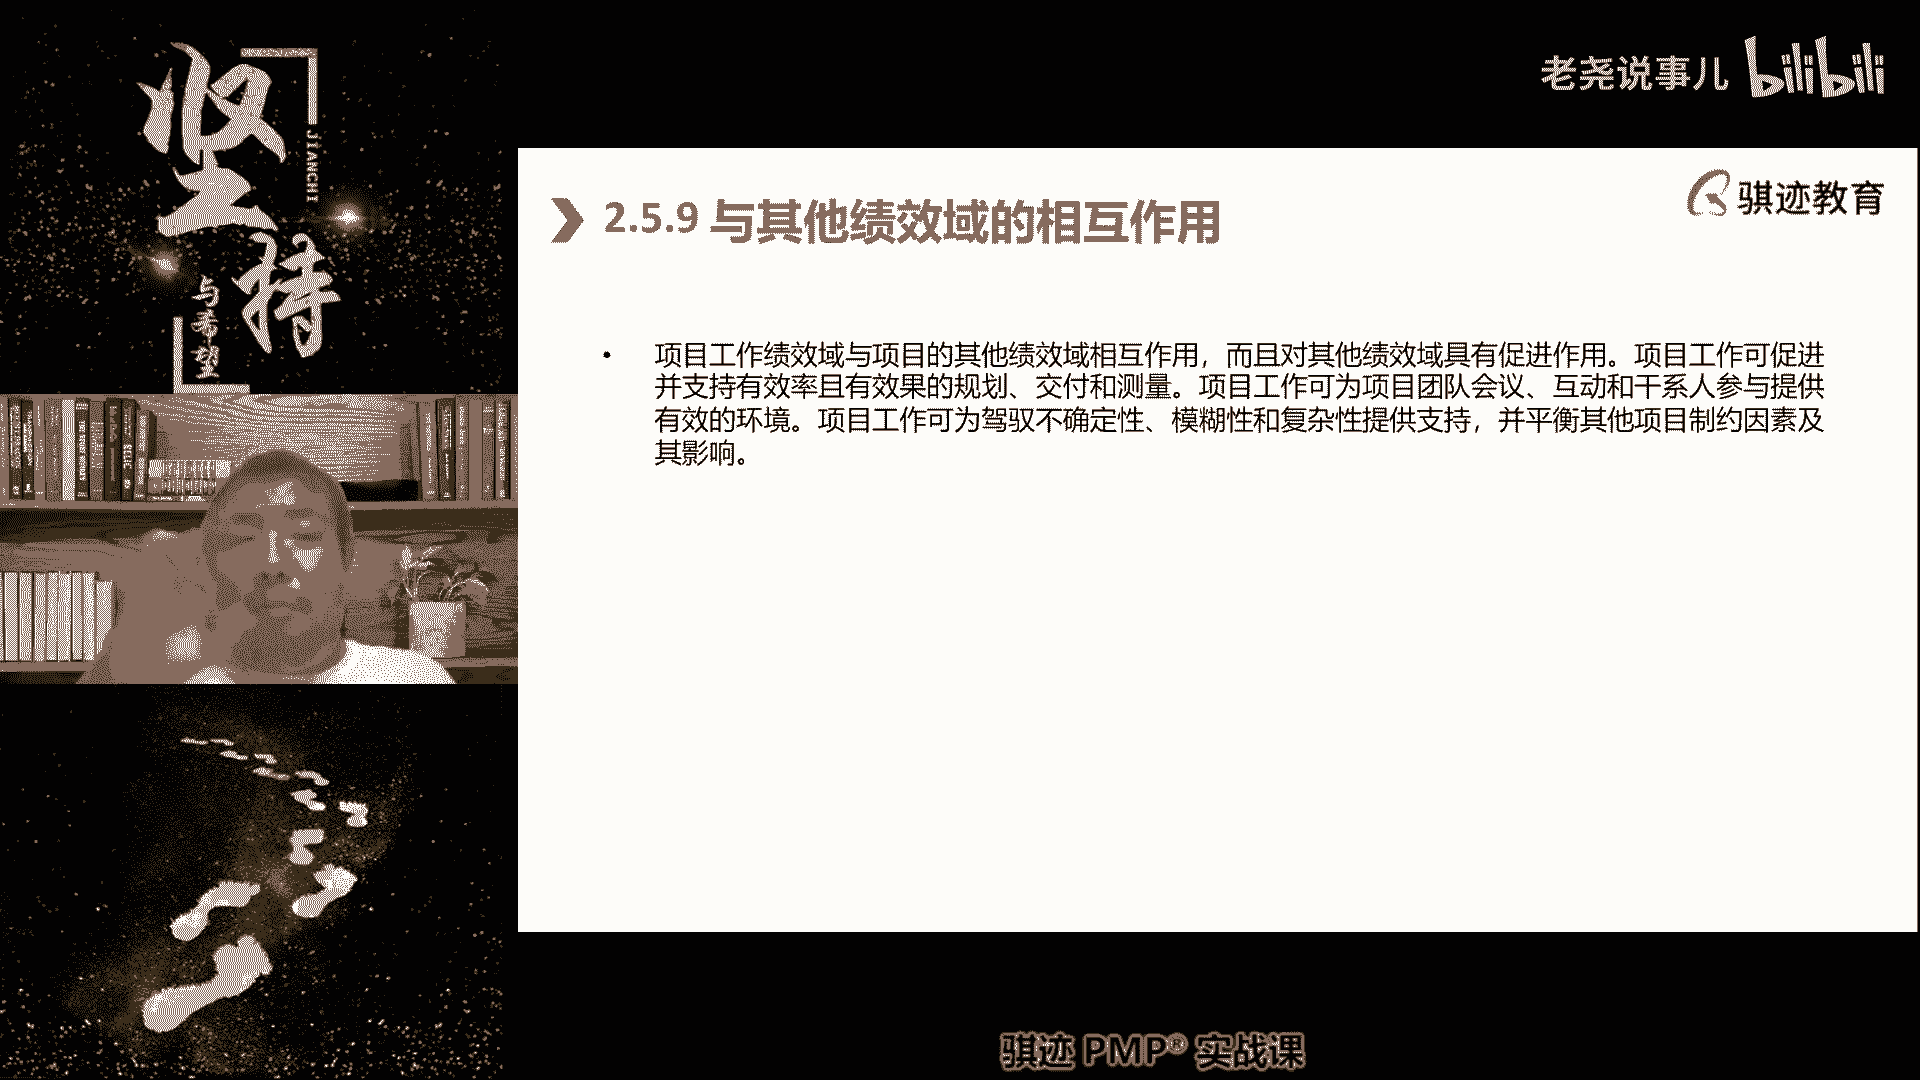 坚持
JIANCHI
与希望
老尧说事儿 bilibili
骐迹教育
2.5.9 与其他绩效域的相互作用
• 项目工作绩效域与项目的其他绩效域相互作用，而且对其他绩效域具有促进作用。项目工作可促进
并支持有效率且有效果的规划、交付和测量。项目工作可为项目团队会议、互动和干系人参与提供
有效的环境。项目工作可为驾驭不确定性、模糊性和复杂性提供支持，并平衡其他项目制约因素及
其影响。
骐迹 PMP® 实战课